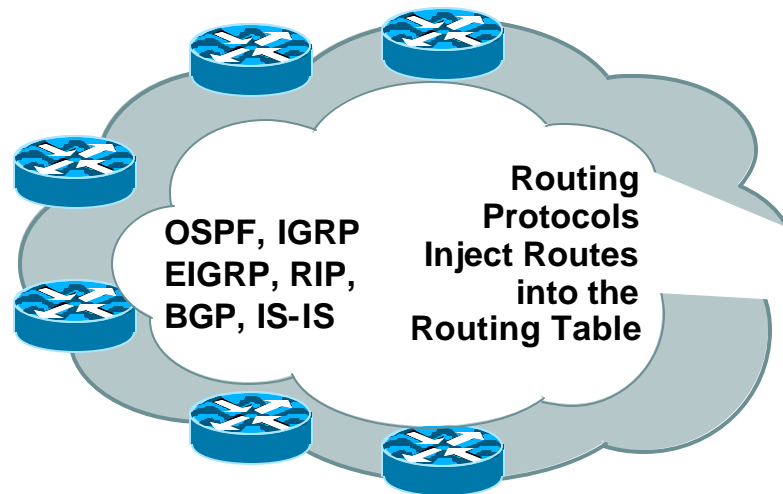 OSPF, IGRP
EIGRP, RIP,
BGP, IS-IS
Routing
Protocols
Inject Routes
into the
Routing Table